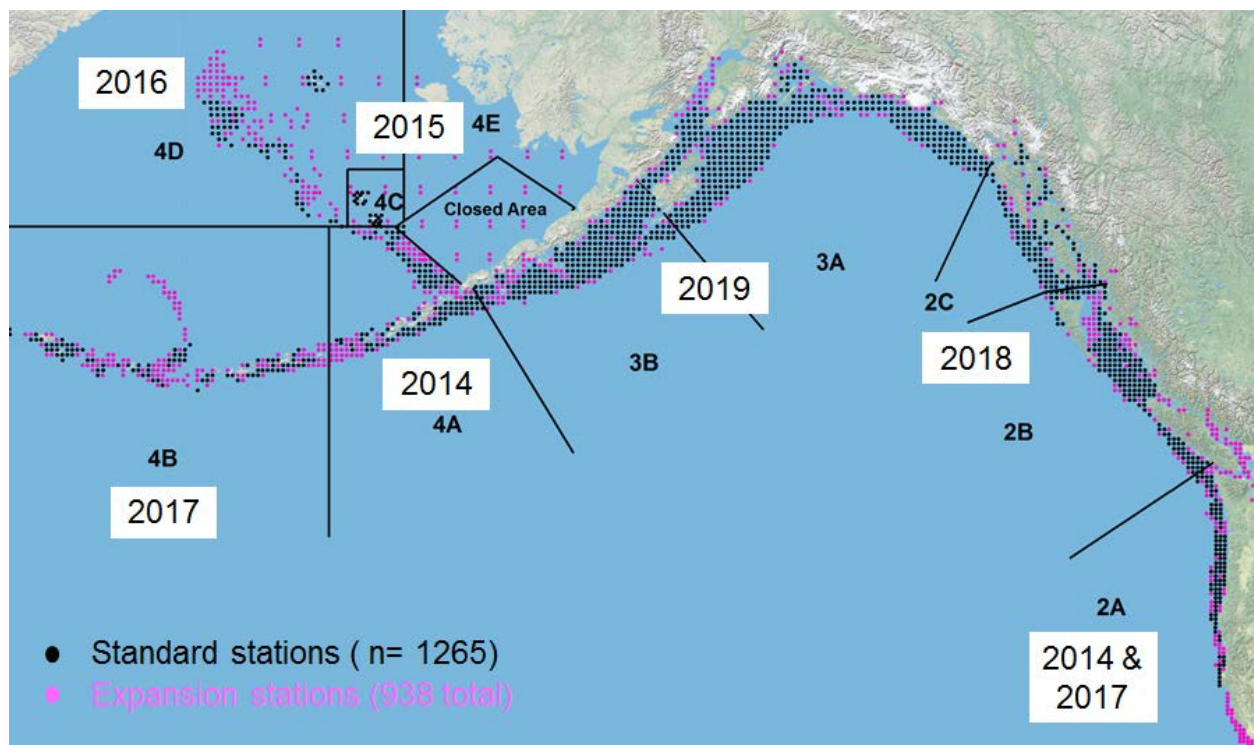 2016
2015
4E
4D
4C
Closed Area
3A
2019
2C
2018
3B
2014
4A
2B
4B
2017
2A
2014 &
2017
Standard stations ( n= 1265)
Expansion stations (938 total)